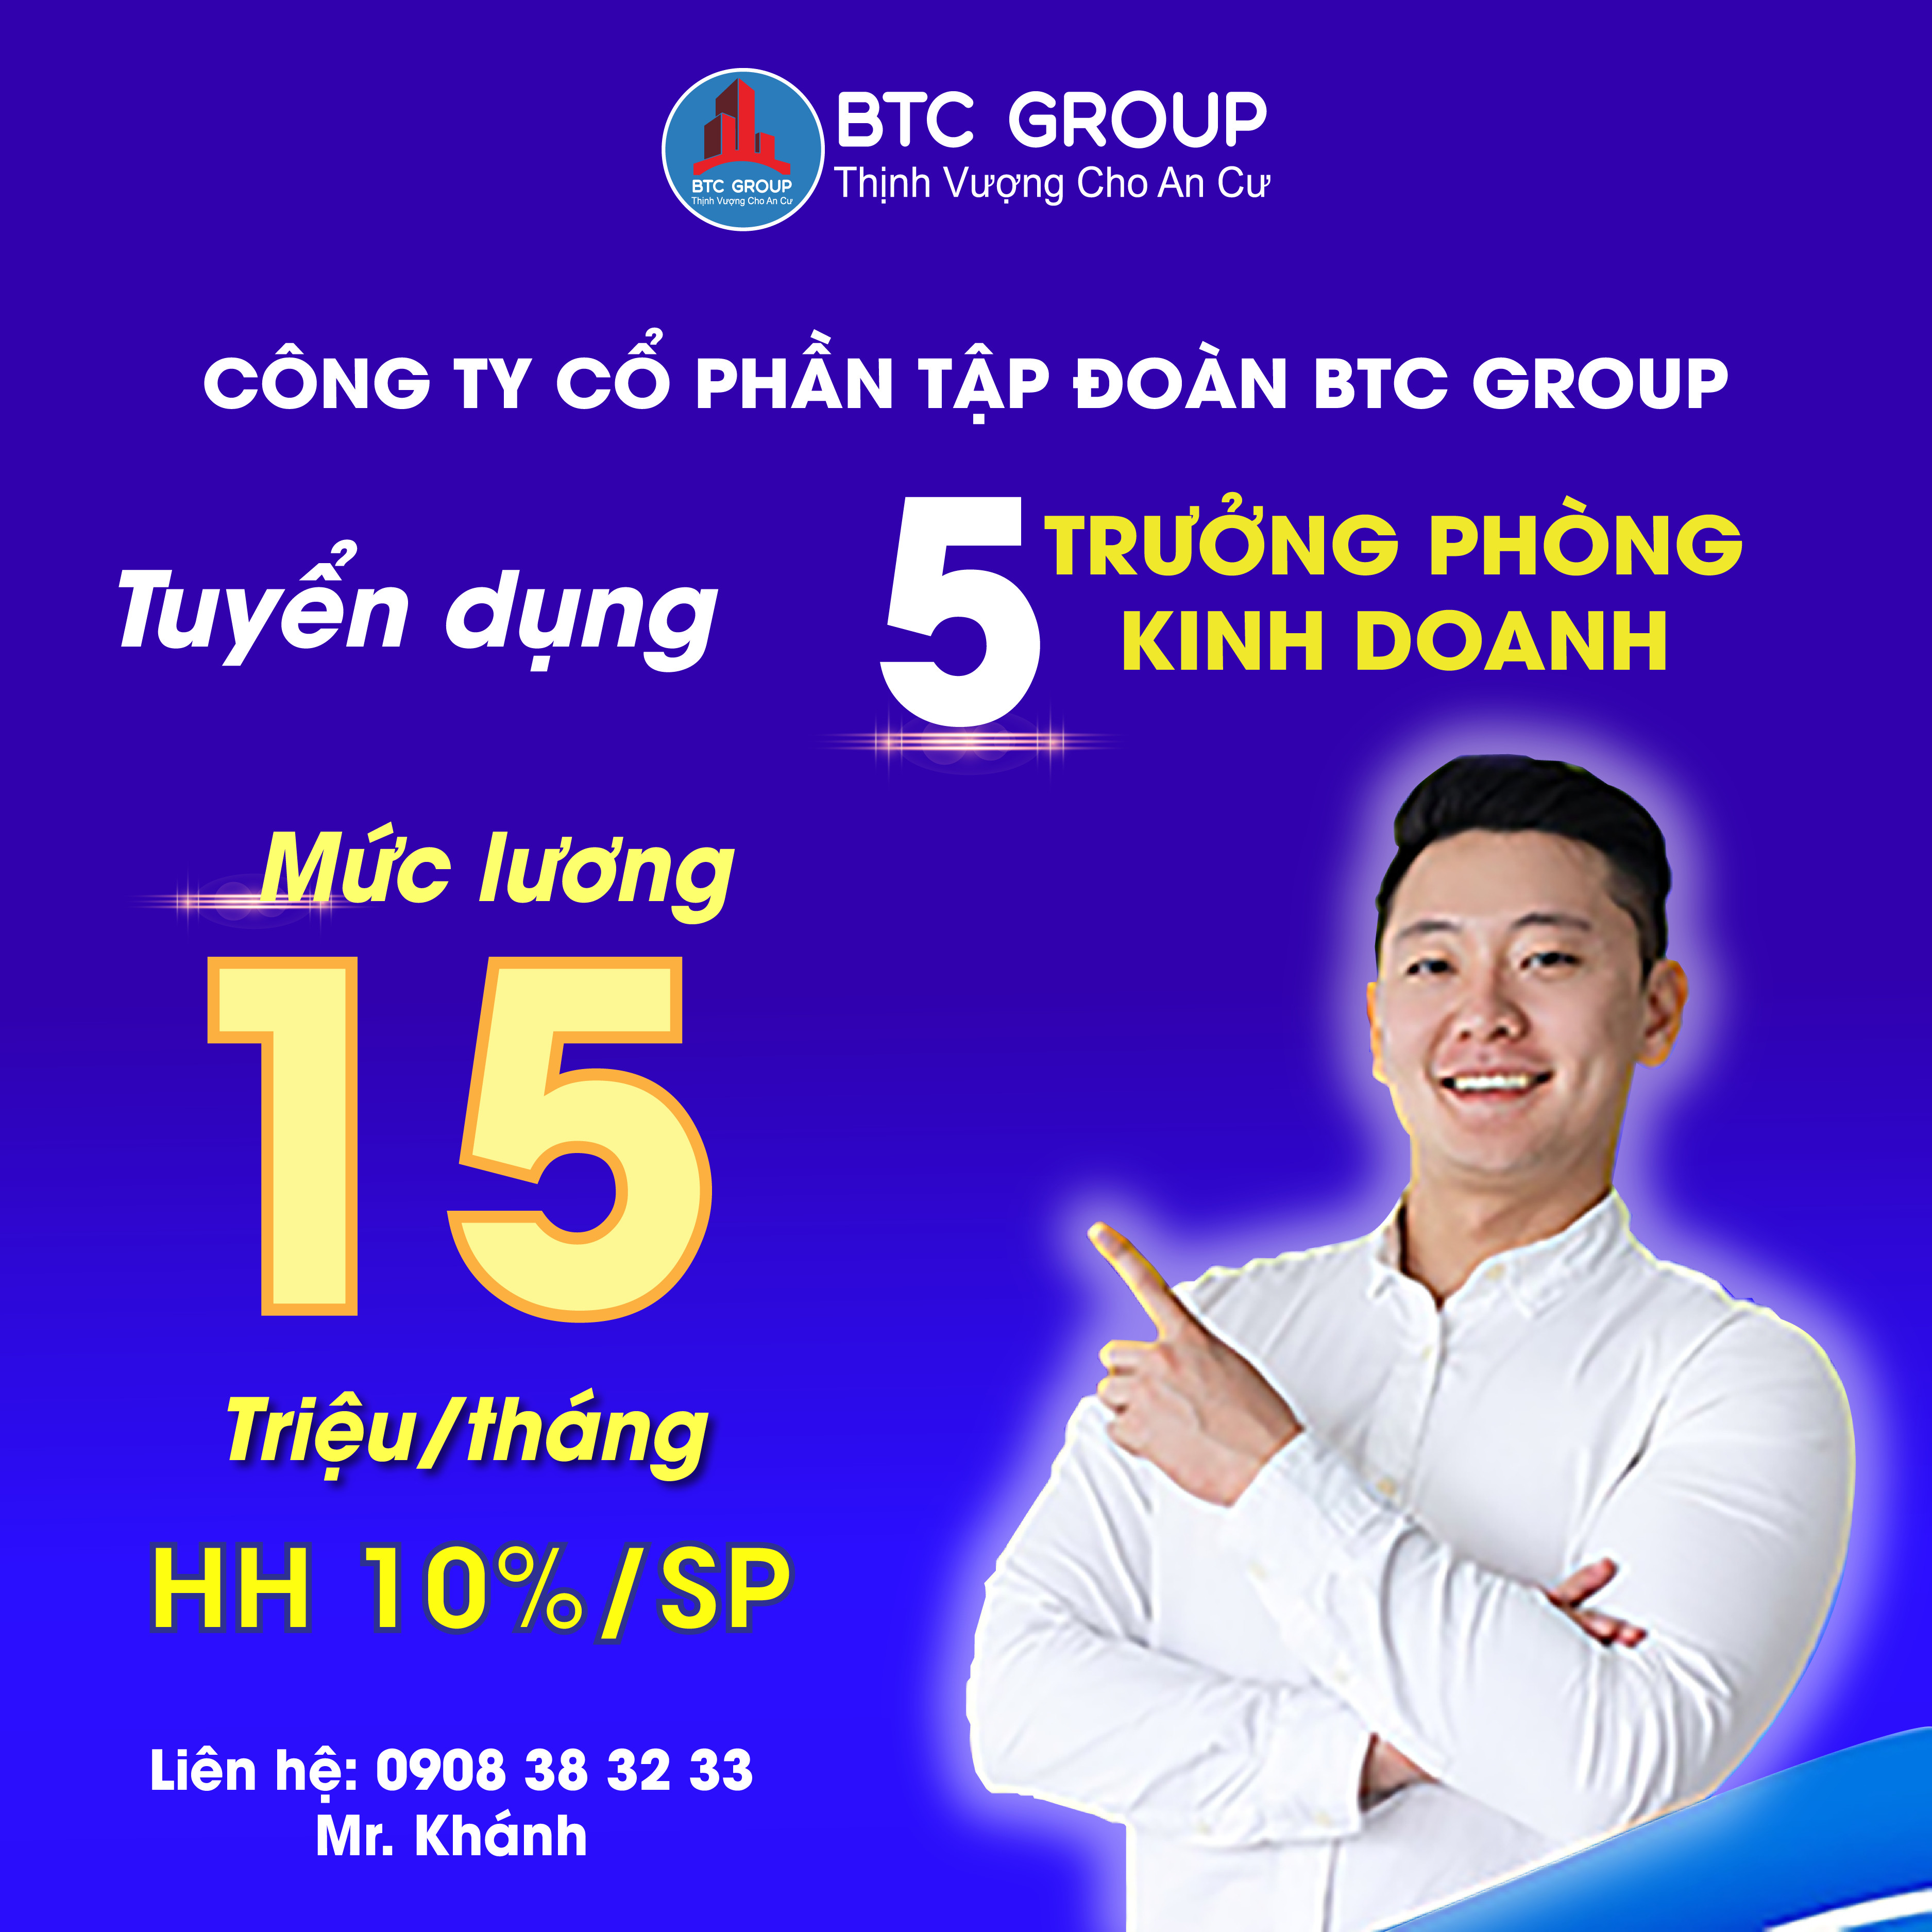 BTC GROUP
Thịnh Vượng Cho An Cư
BTC GROUP
Thịnh Vượng Cho An Cư
CÔNG TY CỔ PHẦN TẬP ĐOÀN BTC GROUP
Tuyển dụng
5 TRƯỞNG PHÒNG
KINH DOANH
Mức lương
15
Triệu/tháng
HH 10%/SP
Liên hệ: 0908 38 32 33
Mr. Khánh